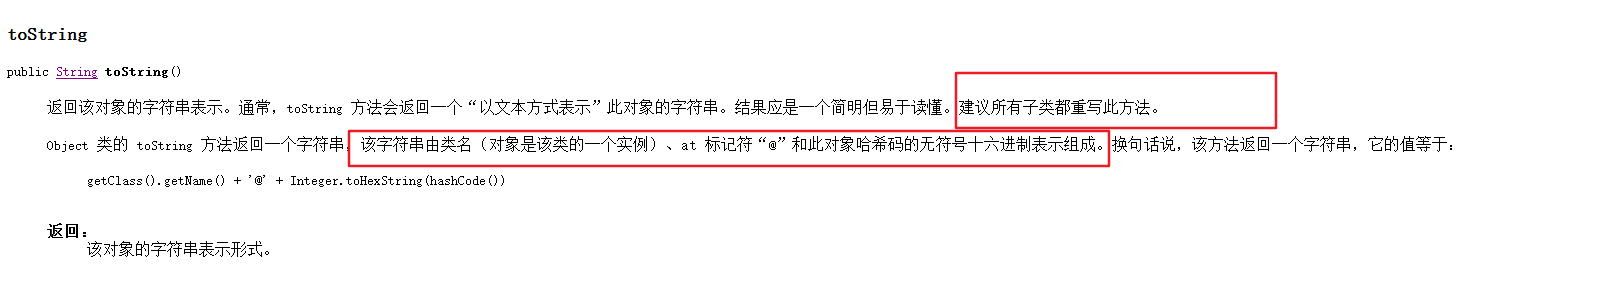 toString
public String toString()
返回该对象的字符串表示。通常，toString 方法会返回一个“以文本方式表示”此对象的字符串。结果应是一个简明但易于读懂。建议所有子类都重写此方法。
Object 类的 toString 方法返回一个字符串，该字符串由类名（对象是该类的一个实例）、at 标记符“@”和此对象哈希码的无符号十六进制表示组成。换句话说，该方法返回一个字符串，它的值等于：
getClass().getName() + '@' + Integer.toHexString(hashCode())
返回：
该对象的字符串表示形式。